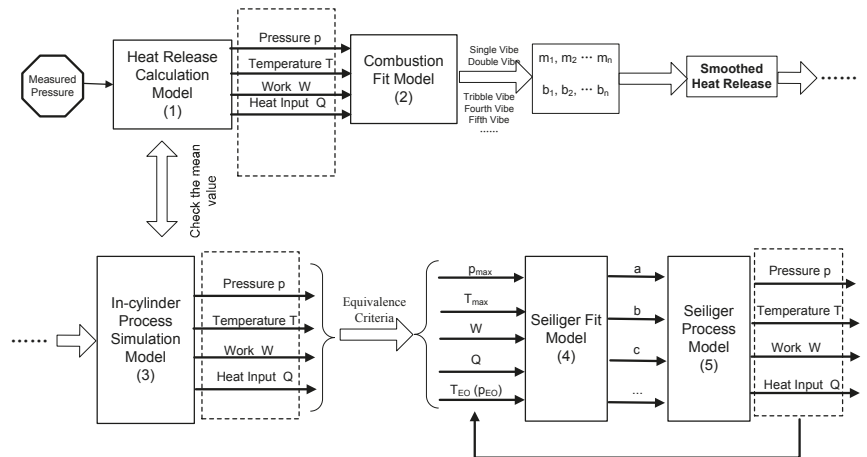 Measured
Pressure
Heat Release
Calculation
Model
(1)
Pressure p
Temperature T
Work W
Heat Input Q
Combustion
Fit Model
(2)
Single Vibe
Double Vibe
Tribble Vibe
Fourth Vibe
Fifth Vibe
......
m1, m2 ··· mn
b1, b2, ··· bn
Smoothed
Heat Release
······
Check the mean
value
······
In-cylinder
Process
Simulation
Model
(3)
Pressure p
Temperature T
Work W
Heat Input Q
Equivalence
Criteria
pmax
Tmax
W
Q
TEO (pEO)
Seiliger Fit
Model
(4)
a
b
c
...
Seiliger
Process
Model
(5)
Pressure p
Temperature T
Work W
Heat Input Q